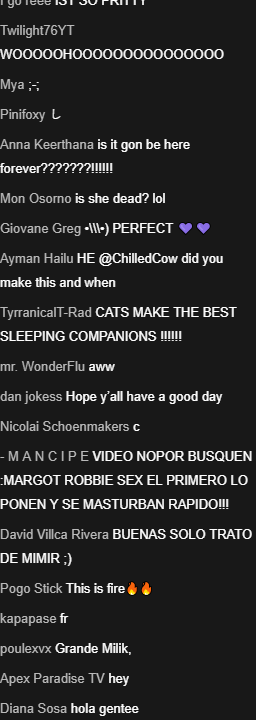 IST SO PRITTY
Twilight76YT
WOOOOOHOOOOOOOOOOOOOOO
Mya ;-;
Pinifoxy し
Anna Keerthana is it gon be here
forever???????!!!!!!
Mon Osorno is she dead? lol
Giovane Greg •\\\•) PERFECT 💜 💜
Ayman Hailu HE @ChilledCow did you
make this and when
TyrranicalT-Rad CATS MAKE THE BEST
SLEEPING COMPANIONS !!!!!!
mr. WonderFlu aww
dan jokess Hope y'all have a good day
Nicolai Schoenmakers c
- M A N C I P E VIDEO NOPOR BUSQUEN
:MARGOT ROBBIE SEX EL PRIMERO LO
PONEN Y SE MASTURBAN RAPIDO!!!
David Villca Rivera BUENAS SOLO TRATO
DE MIMIR ;)
Pogo Stick This is fire🔥🔥
kapapase fr
poulexvx Grande Milik,
Apex Paradise TV hey
Diana Sosa hola gentee